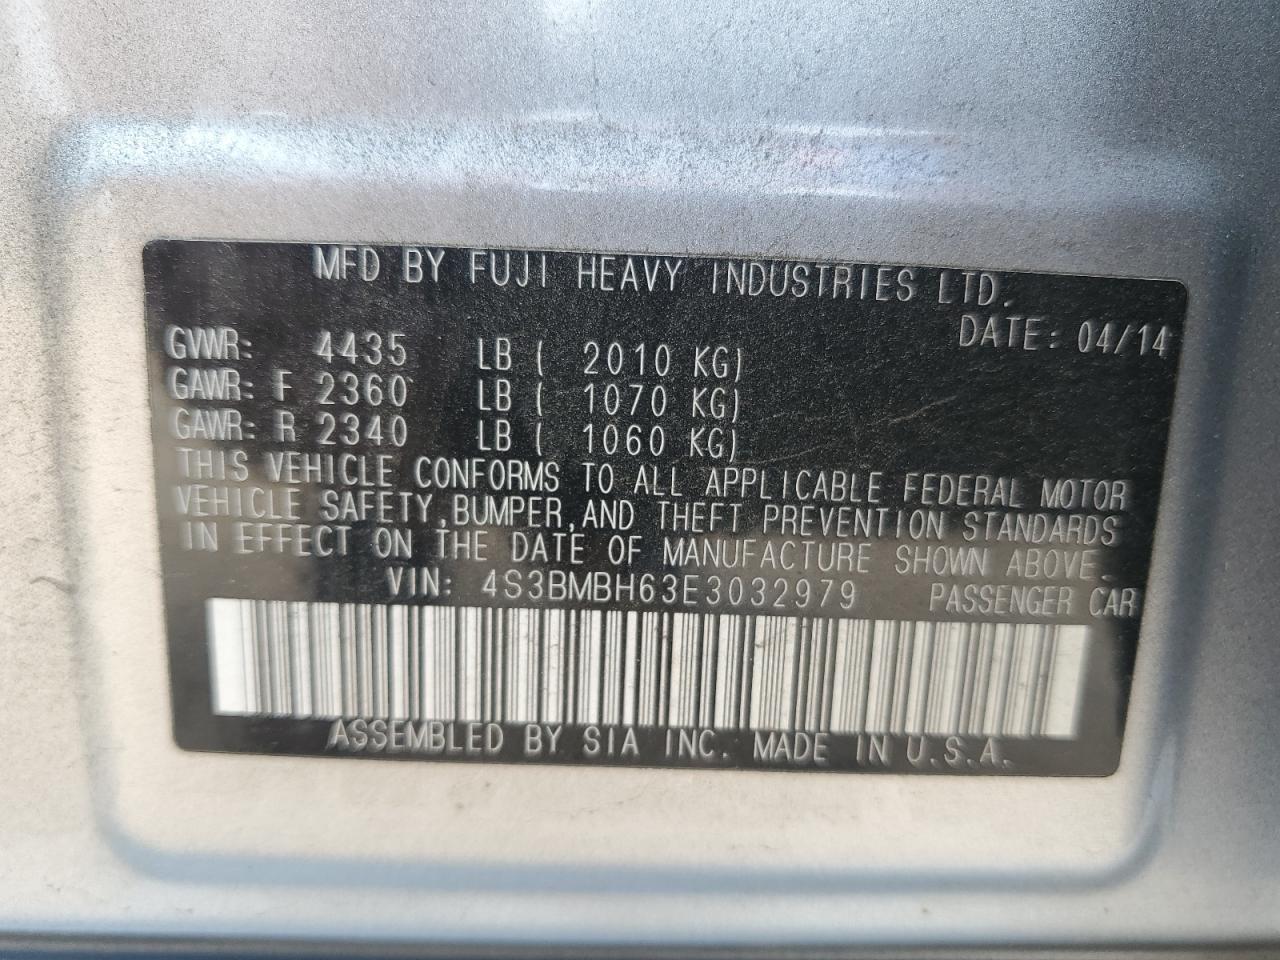 MFD BY FUJI HEAVY INDUSTRIES LTD.
DATE: 04/14
GVWR: 4435 LB ( 2010 KG)
GAWR: F 2360 LB ( 1070 KG)
GAWR: R 2340 LB ( 1060 KG)
THIS VEHICLE CONFORMS TO ALL APPLICABLE FEDERAL MOTOR
VEHICLE SAFETY,BUMPER,AND THEFT PREVENTION STANDARDS
IN EFFECT ON THE DATE OF MANUFACTURE SHOWN ABOVE.
VIN: 4S3BMBH63E3032979 PASSENGER CAR
ASSEMBLED BY SIA INC. MADE IN U.S.A.